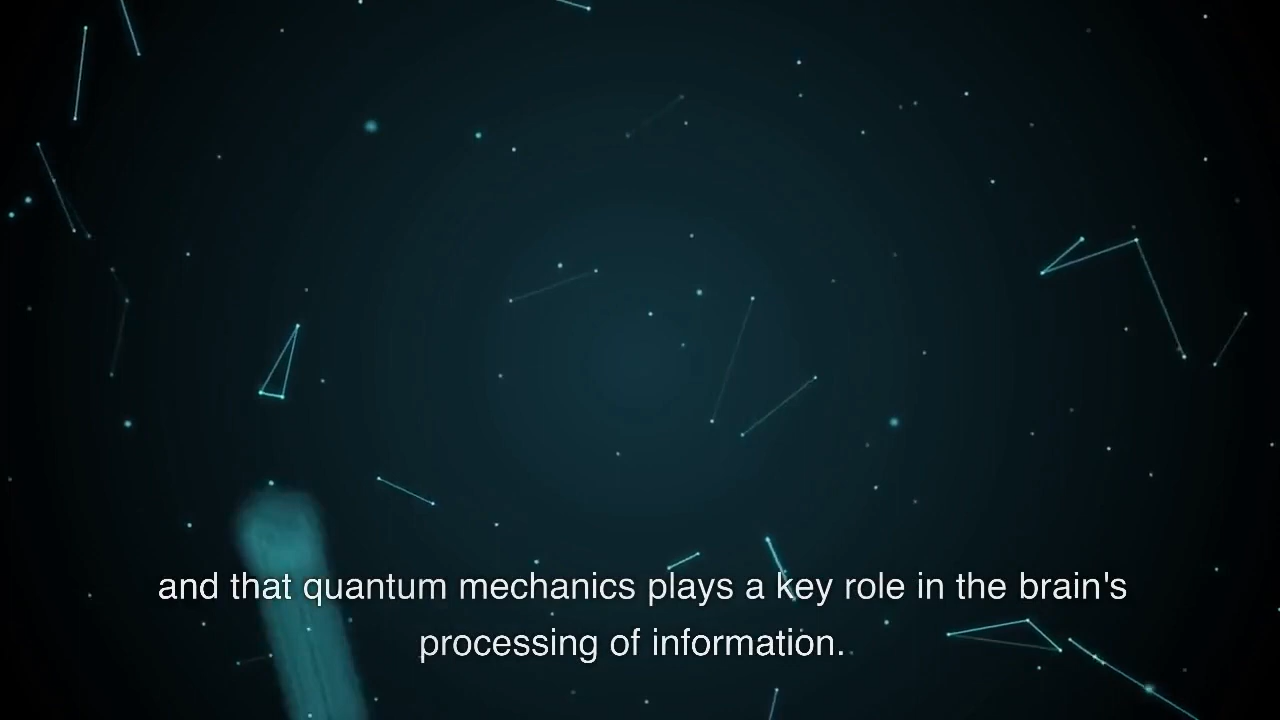 and that quantum mechanics plays a key role in the brain's
processing of information.